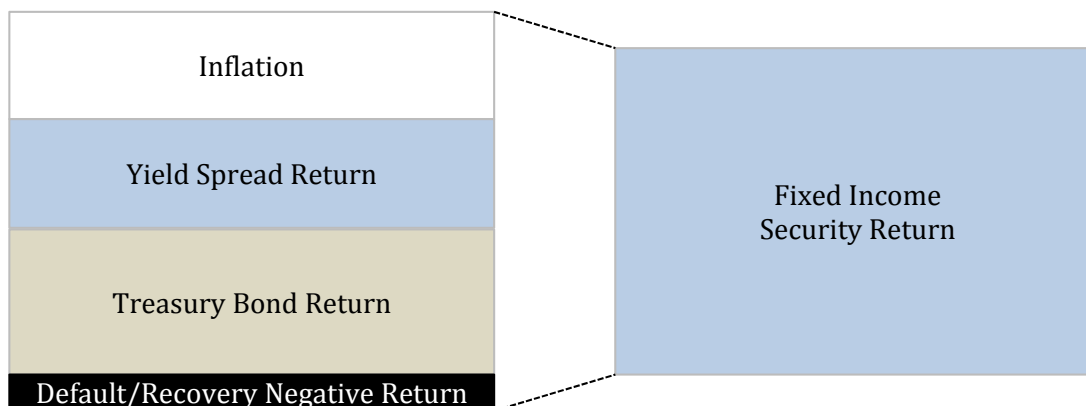 Inflation
Yield Spread Return
Treasury Bond Return
Default/Recovery Negative Return
Fixed Income
Security Return